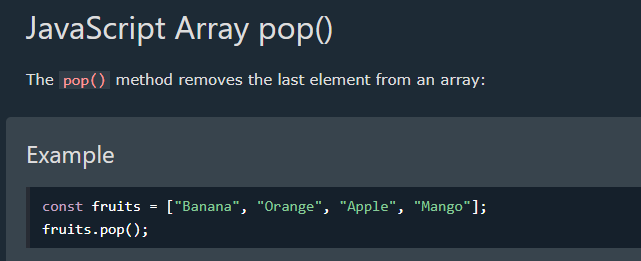 JavaScript Array pop()
The pop() method removes the last element from an array:
Example
const fruits = ["Banana", "Orange", "Apple", "Mango"];
fruits.pop();